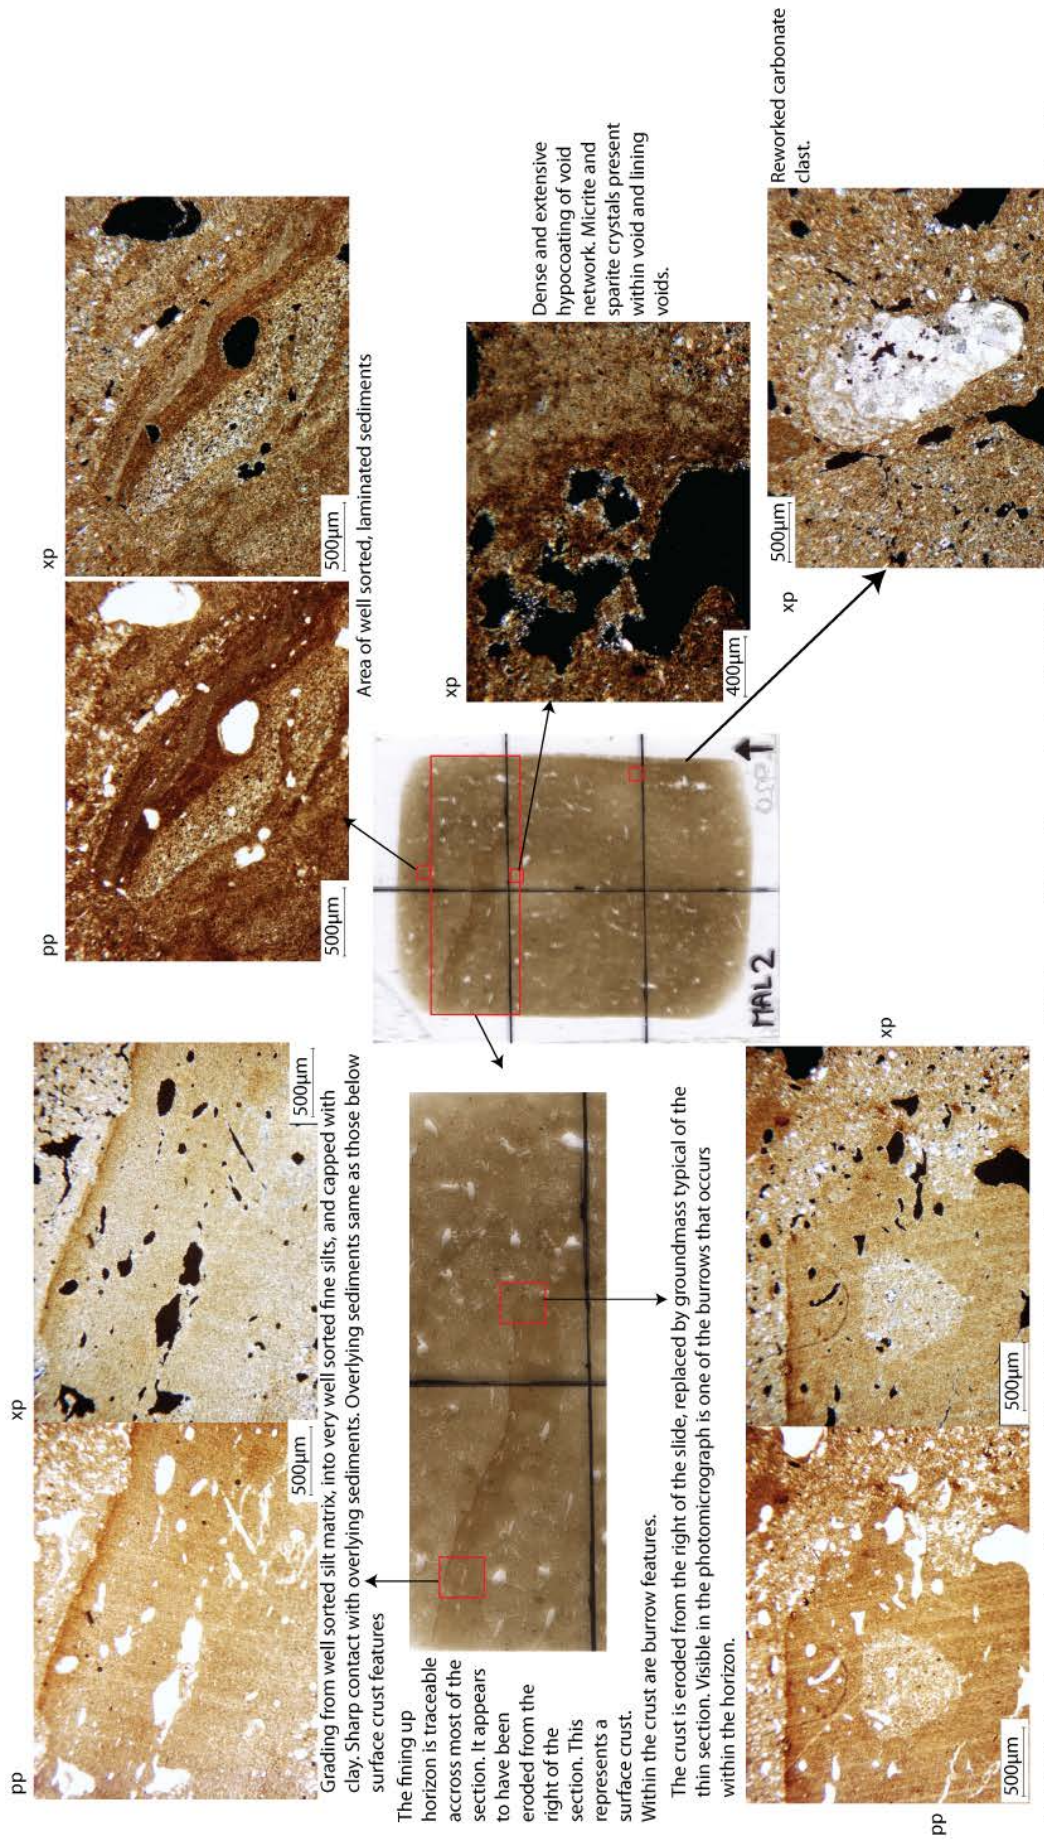 pp
xp
500µm
500µm
Grading from well sorted silt matrix, into very well sorted fine silts, and capped with
clay. Sharp contact with overlying sediments. Overlying sediments same as those below
surface crust features
pp
xp
500µm
500µm
Area of well sorted, laminated sediments
The fining up
horizon is traceable
accross most of the
section. It appears
to have been
eroded from the
right of the
section. This
represents a
surface crust.
Within the crust are burrow features.
MAL2
xp
400µm
Dense and extensive
hypocoating of void
network. Micrite and
sparite crystals present
within void and lining
voids.
The crust is eroded from the right of the slide, replaced by groundmass typical of the
thin section. Visible in the photomicrograph is one of the burrows that occurs
within the horizon.
pp
500µm
500µm
xp
xp
500µm
Reworked carbonate
clast.